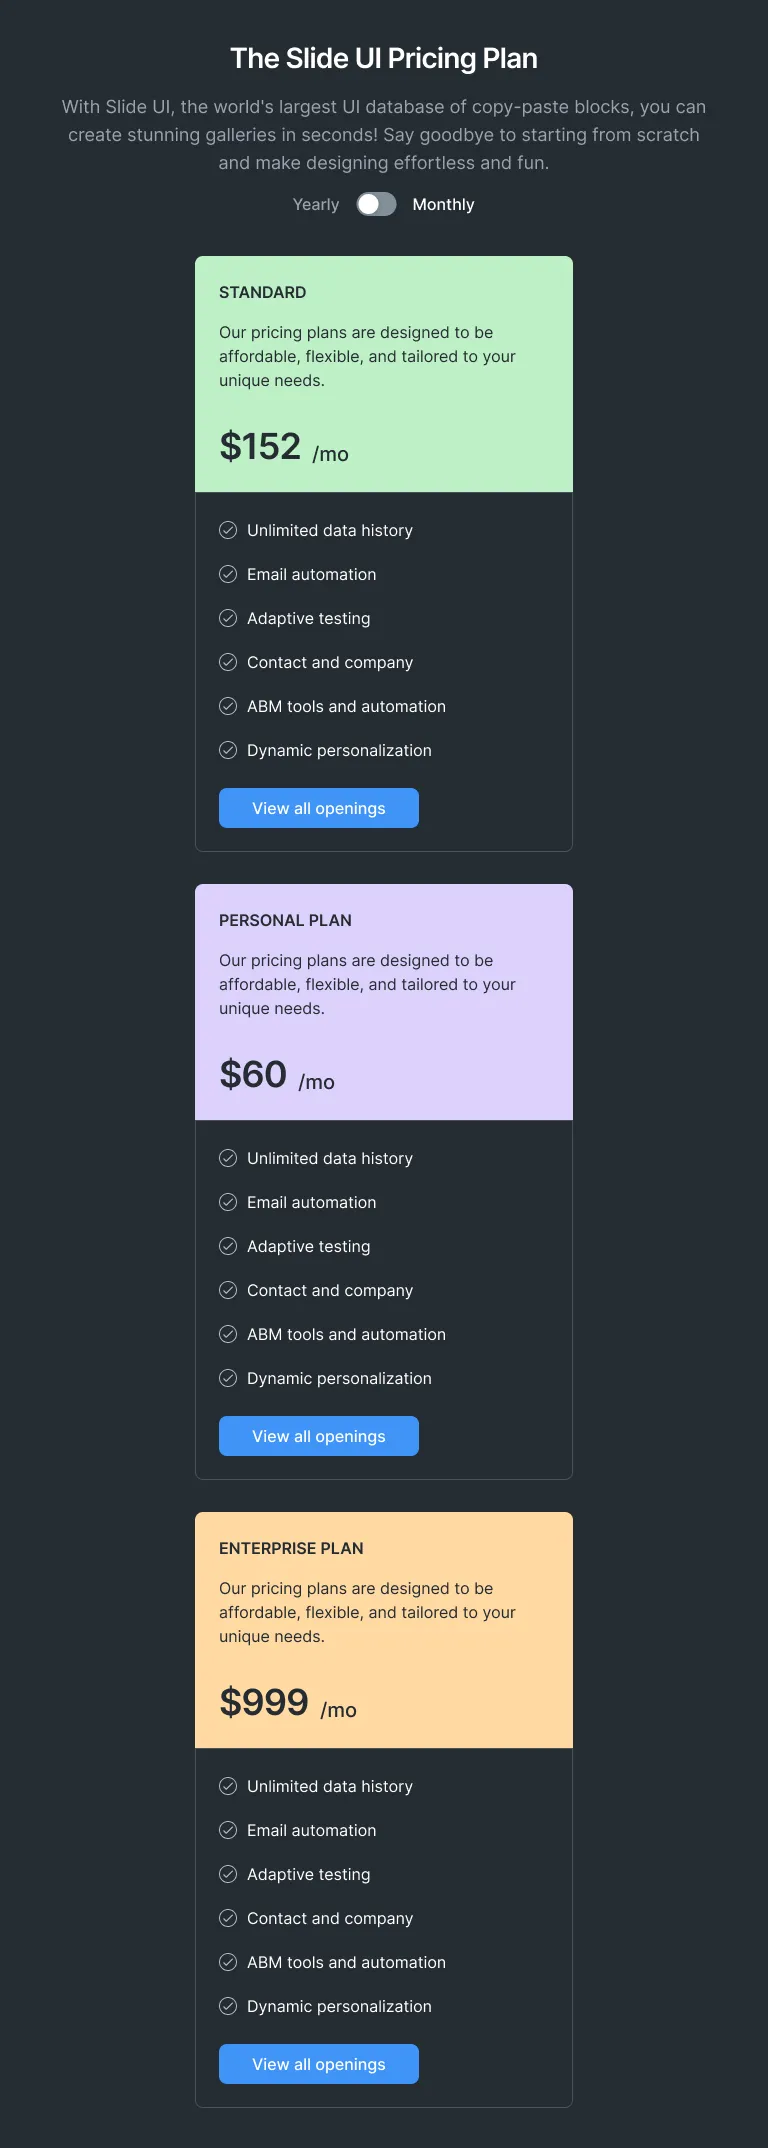 The Slide UI Pricing Plan
With Slide UI, the world's largest UI database of copy-paste blocks, you can
create stunning galleries in seconds! Say goodbye to starting from scratch
and make designing effortless and fun.
Yearly Monthly
STANDARD
Our pricing plans are designed to be
affordable, flexible, and tailored to your
unique needs.
$152 /mo
Unlimited data history
Email automation
Adaptive testing
Contact and company
ABM tools and automation
Dynamic personalization
View all openings
PERSONAL PLAN
Our pricing plans are designed to be
affordable, flexible, and tailored to your
unique needs.
$60 /mo
Unlimited data history
Email automation
Adaptive testing
Contact and company
ABM tools and automation
Dynamic personalization
View all openings
ENTERPRISE PLAN
Our pricing plans are designed to be
affordable, flexible, and tailored to your
unique needs.
$999 /mo
Unlimited data history
Email automation
Adaptive testing
Contact and company
ABM tools and automation
Dynamic personalization
View all openings